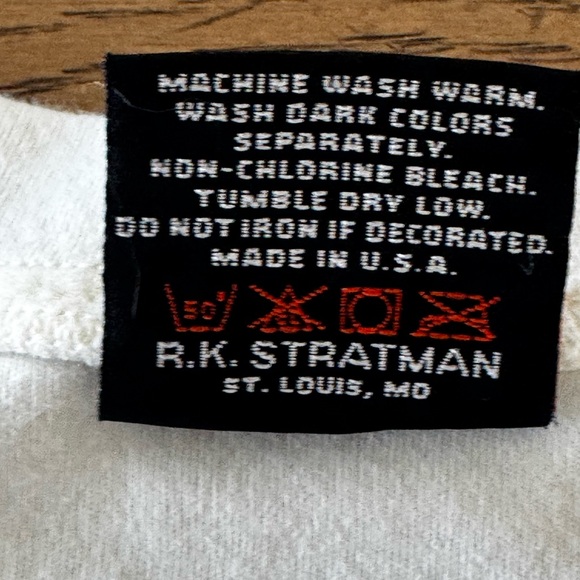 MACHINE WASH WARM.
WASH DARK COLORS
SEPARATELY.
NON-CHLORINE BLEACH.
TUMBLE DRY LOW.
DO NOT IRON IF DECORATED.
MADE IN U.S.A.
50°
R.K. STRATMAN
ST. LOUIS, MO